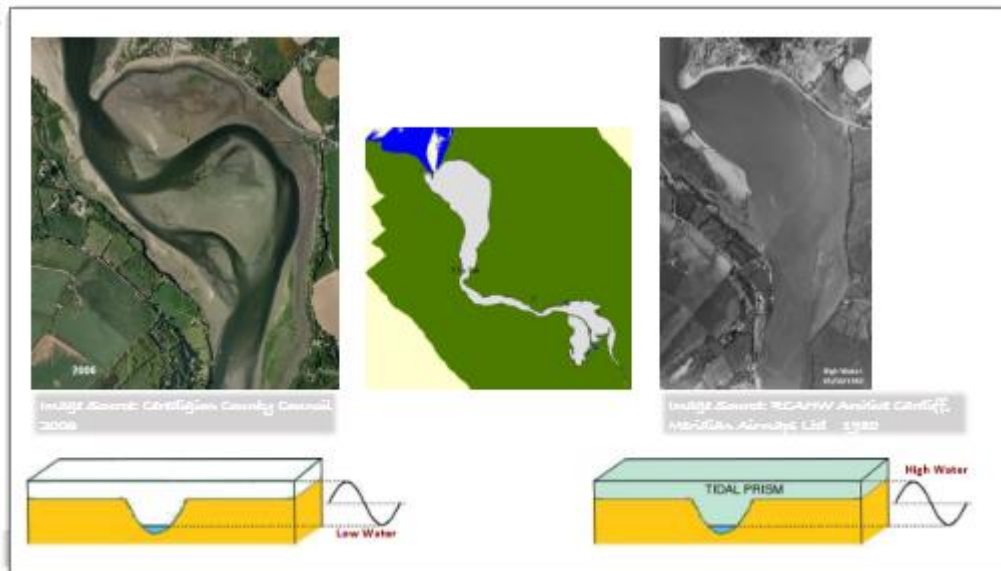 2006
High Water
Image Source: Ceredigion County Council
2006
Image Source: RCAHMW Archive Cardiff,
Meridian Airmaps Ltd 1980
Low Water
TIDAL PRISM
High Water